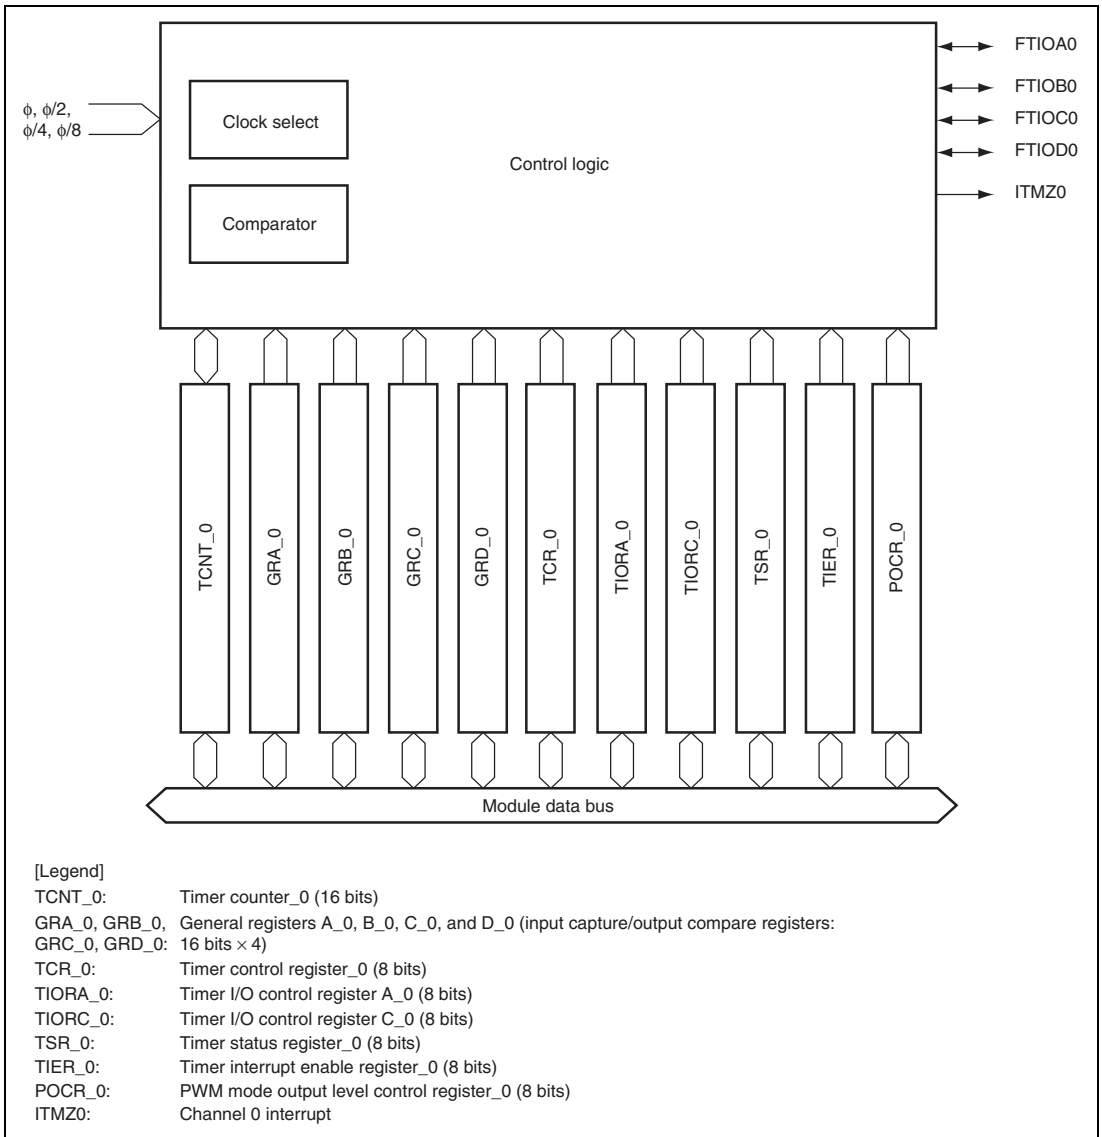 FTIOA0
φ, φ/2,
φ/4, φ/8
Clock select
FTIOB0
FTIOC0
FTIOD0
Control logic
ITMZ0
Comparator
TCNT_0
GRA_0
GRB_0
GRC_0
GRD_0
TCR_0
TIORA_0
TIORC_0
TSR_0
TIER_0
POCR_0
Module data bus
[Legend]
TCNT_0: Timer counter_0 (16 bits)
GRA_0, GRB_0, General registers A_0, B_0, C_0, and D_0 (input capture/output compare registers:
GRC_0, GRD_0: 16 bits × 4)
TCR_0: Timer control register_0 (8 bits)
TIORA_0: Timer I/O control register A_0 (8 bits)
TIORC_0: Timer I/O control register C_0 (8 bits)
TSR_0: Timer status register_0 (8 bits)
TIER_0: Timer interrupt enable register_0 (8 bits)
POCR_0: PWM mode output level control register_0 (8 bits)
ITMZ0: Channel 0 interrupt